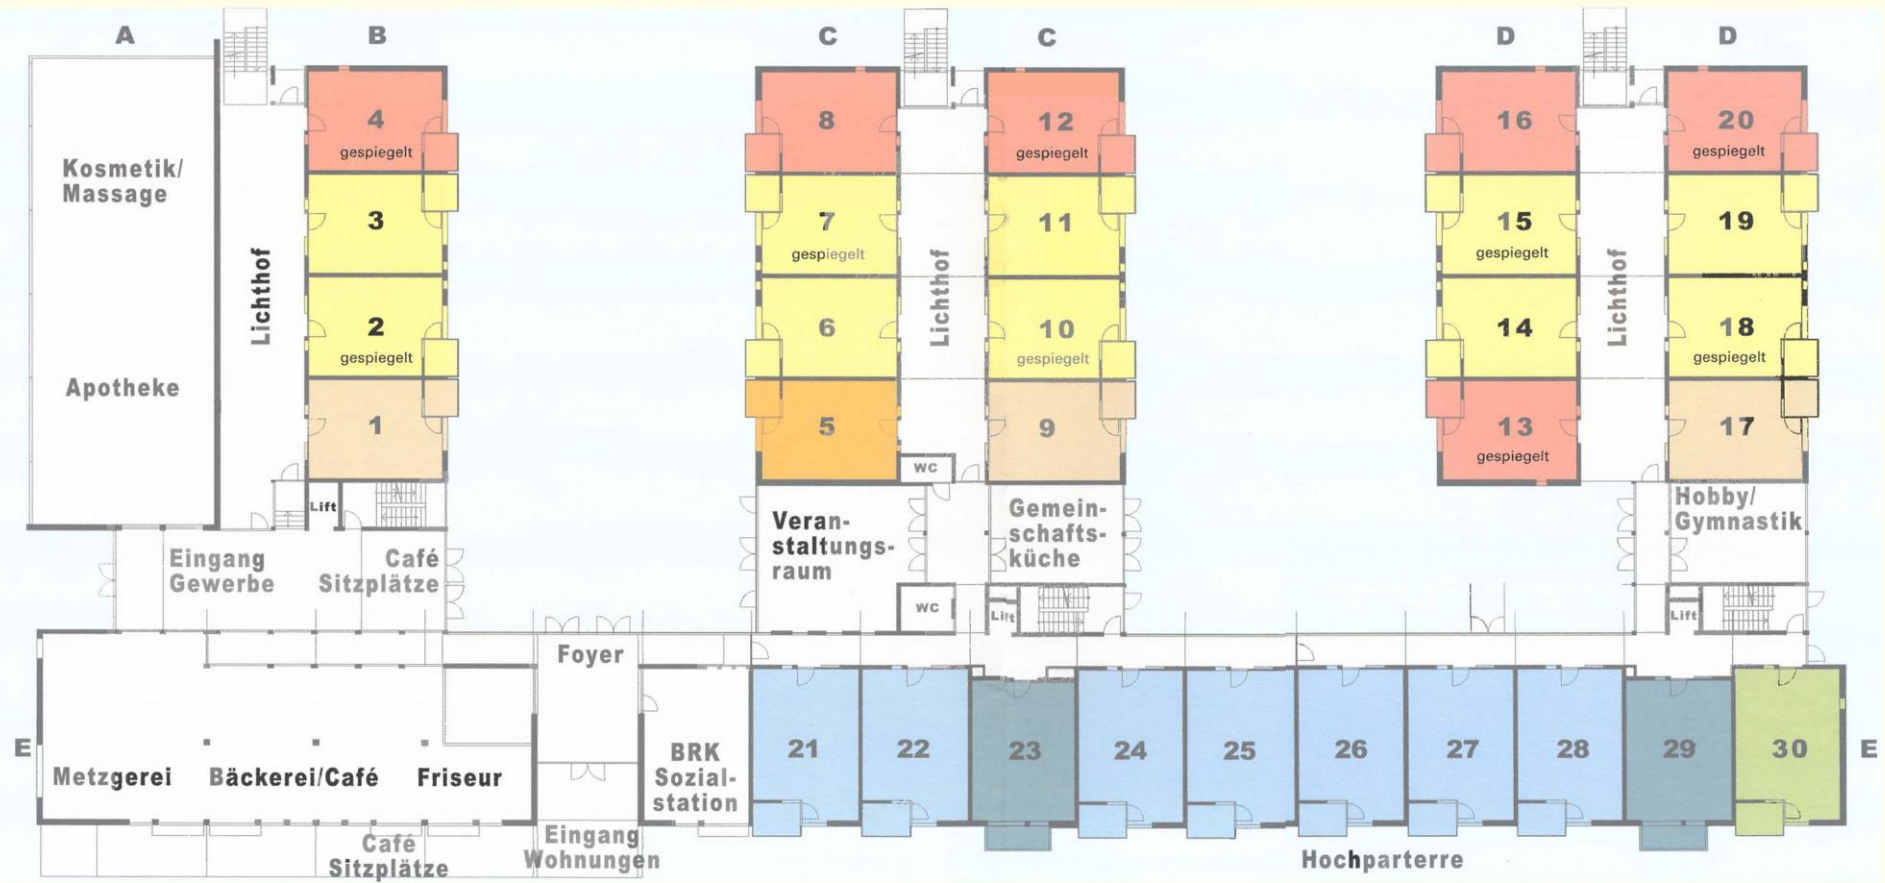 A
B
C
C
D
D
4
gespiegelt
3
2
gespiegelt
1
Kosmetik/
Massage
Apotheke
Lichthof
Lift
Eingang
Gewerbe
Café
Sitzplätze
8
7
gespiegelt
6
5
Lichthof
12
gespiegelt
11
10
gespiegelt
9
WC
Veran-
staltungs-
raum
Gemein-
schafts-
küche
WC
Lift
16
15
gespiegelt
14
13
gespiegelt
Lichthof
20
gespiegelt
19
18
gespiegelt
17
Hobby/
Gymnastik
Lift
E
Metzgerei
Bäckerei/Café
Friseur
Foyer
BRK
Sozial-
station
21
22
23
24
25
26
27
28
29
30
E
Café
Sitzplätze
Eingang
Wohnungen
Hochparterre